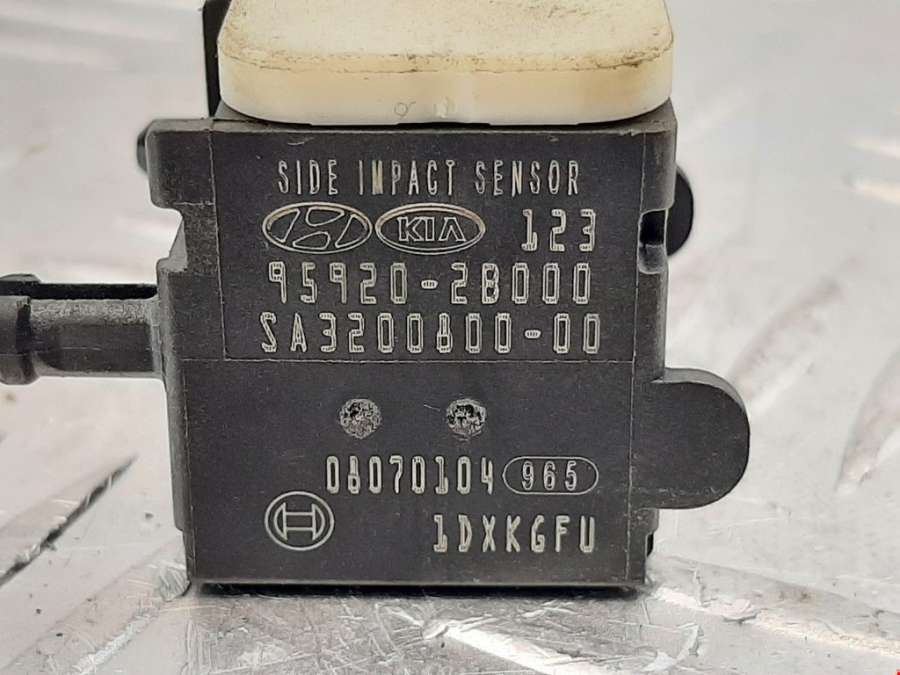 SIDE IMPACT SENSOR
KIA 123
95920-2B000
SA3200800-00
08070104 965
1DXKGFU